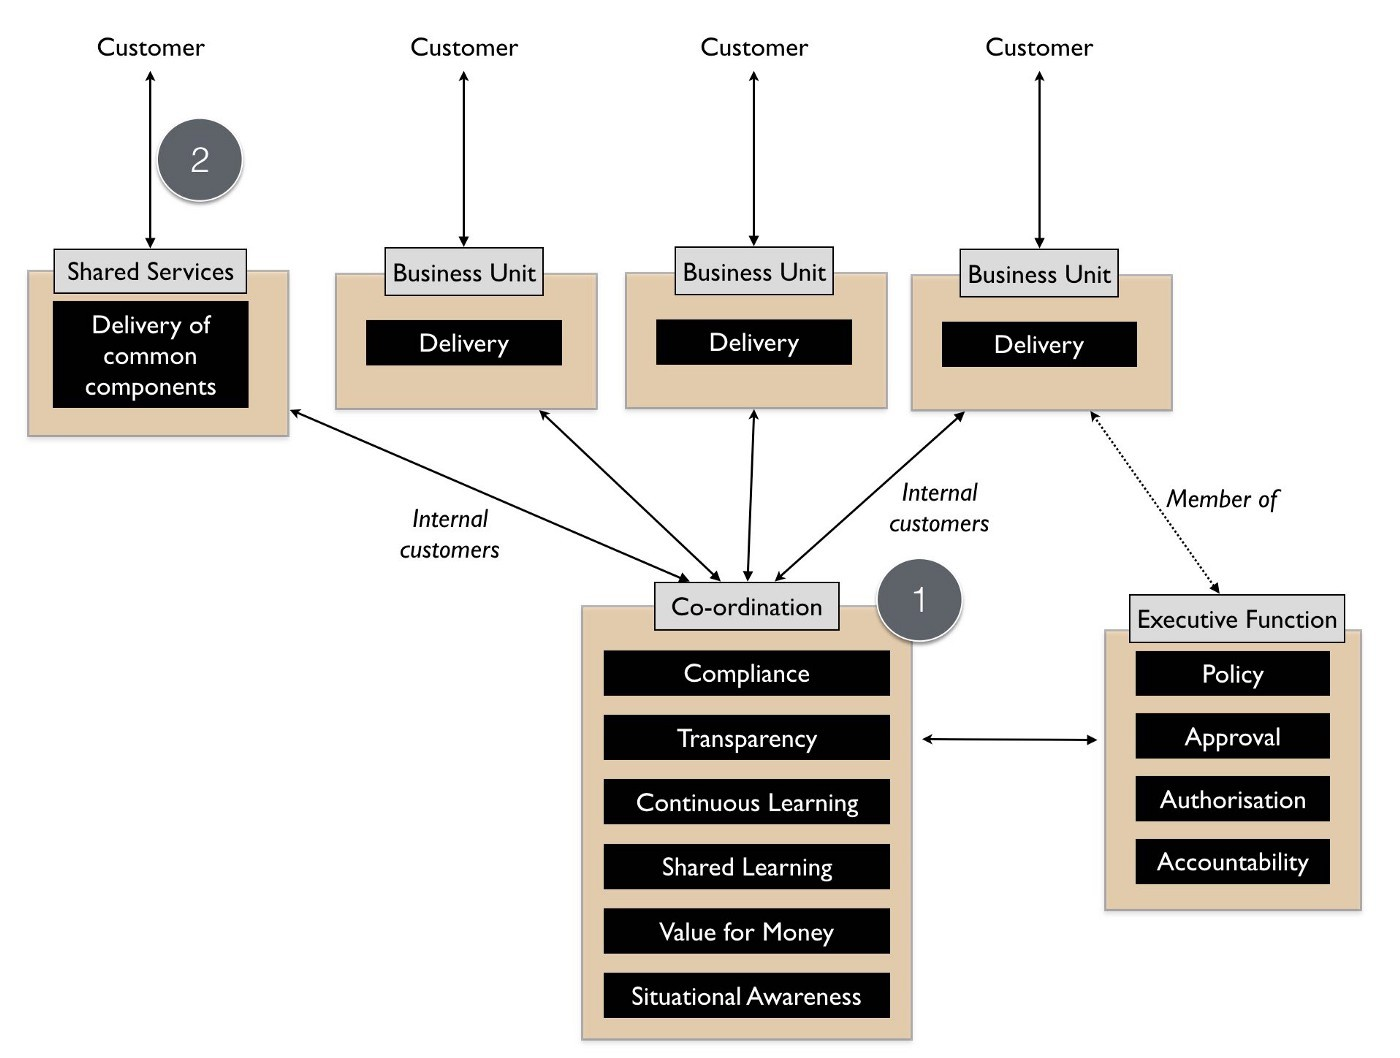 Customer
Customer
Customer
Customer
2
Shared Services
Business Unit
Business Unit
Business Unit
Delivery of
common
components
Delivery
Delivery
Delivery
Internal
customers
Internal
customers
Member of
Co-ordination
1
Executive Function
Compliance
Transparency
Continuous Learning
Shared Learning
Value for Money
Situational Awareness
Policy
Approval
Authorisation
Accountability